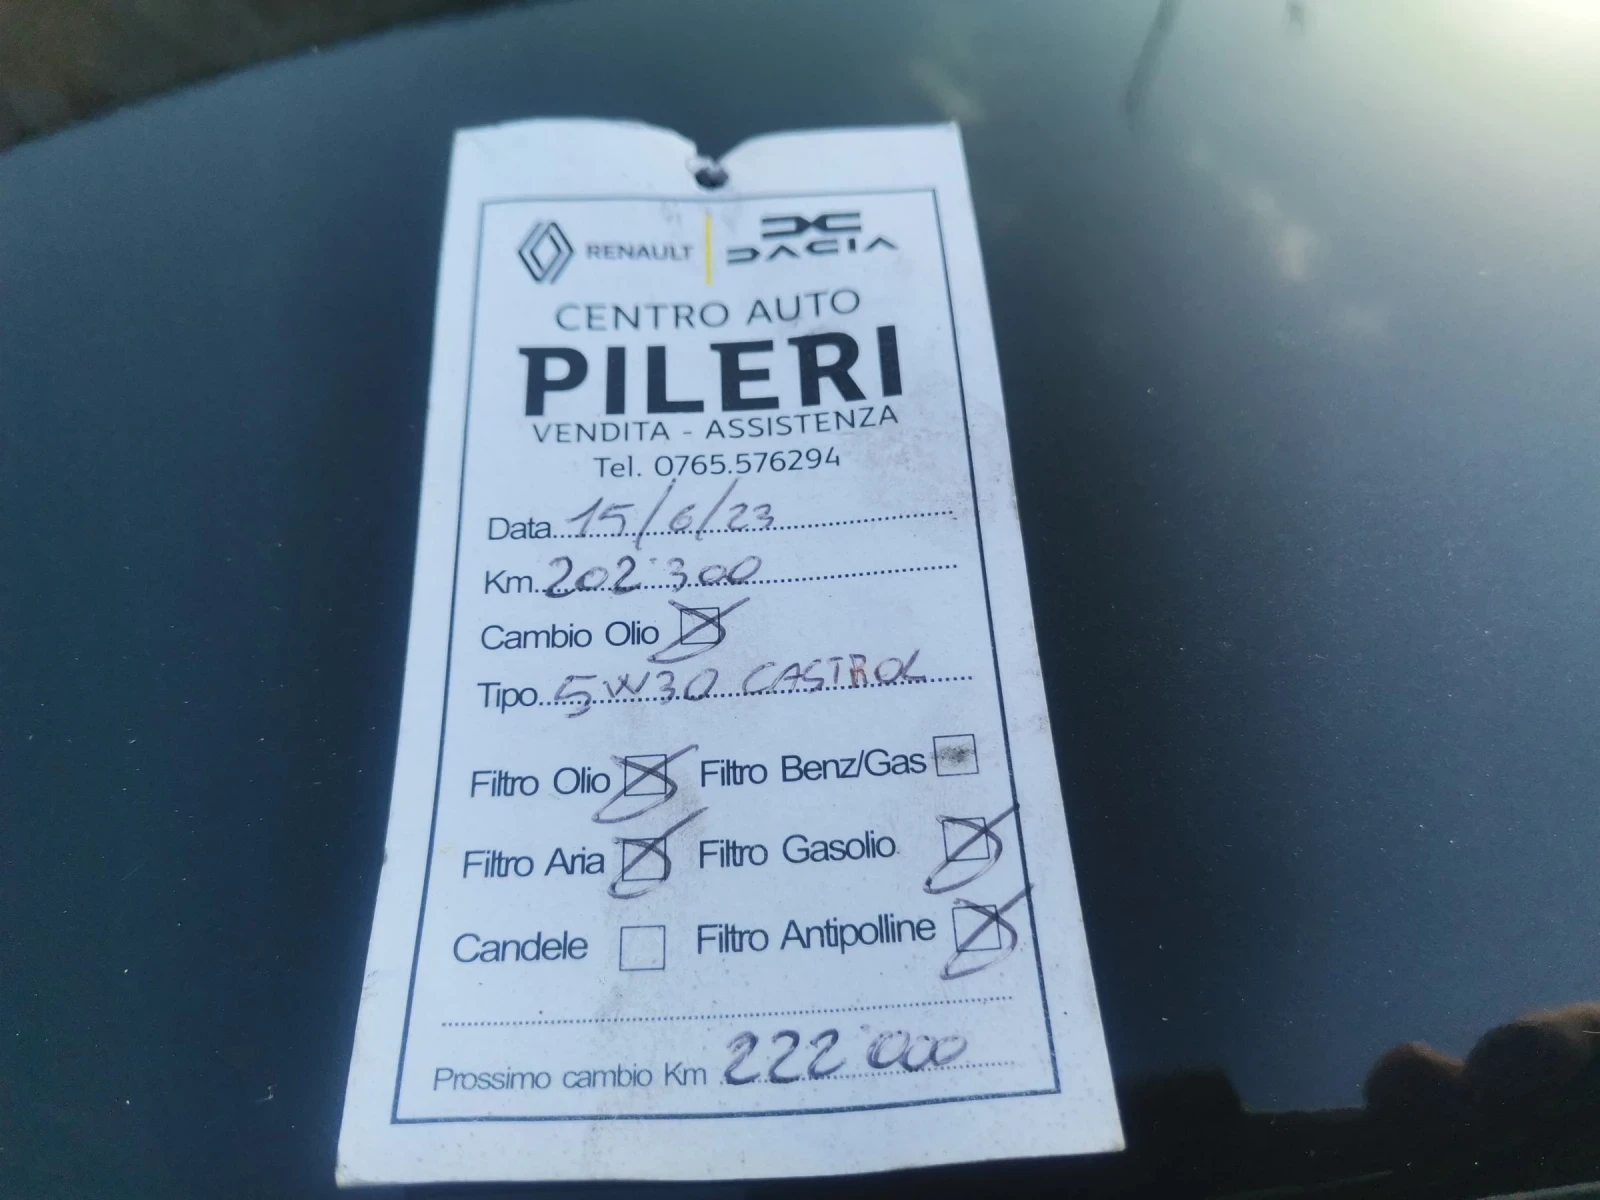 RENAULT DACIA
CENTRO AUTO
PILERI
VENDITA - ASSISTENZA
Tel. 0765.576294
Data 15/6/23
Km 202'300
Cambio Olio
Tipo 5W30 CASTROL
Filtro Olio Filtro Benz/Gas
Filtro Aria Filtro Gasolio
Candele Filtro Antipolline
Prossimo cambio Km 222'000